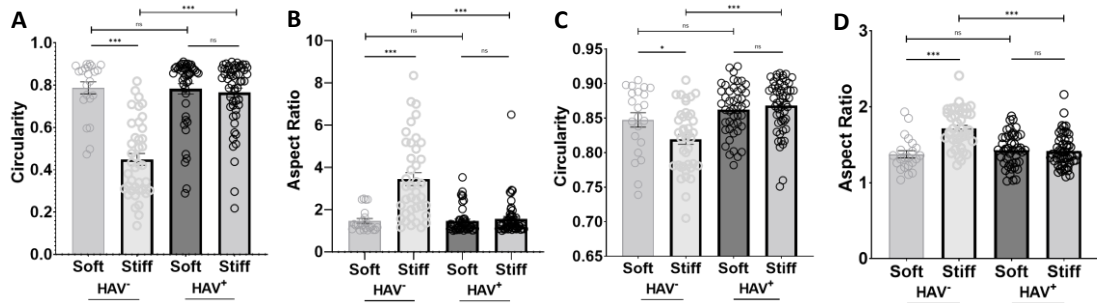 A
***
ns
***
ns
Circularity
1.0
0.8
0.6
0.4
0.2
0.0
Soft Stiff Soft Stiff
HAV⁻ HAV⁺
B
***
ns
***
ns
Aspect Ratio
10
8
6
4
2
0
Soft Stiff Soft Stiff
HAV⁻ HAV⁺
C
***
ns
*
ns
Circularity
0.95
0.90
0.85
0.80
0.75
0.70
0.65
Soft Stiff Soft Stiff
HAV⁻ HAV⁺
D
***
ns
***
ns
Aspect Ratio
3
2
1
0
Soft Stiff Soft Stiff
HAV⁻ HAV⁺